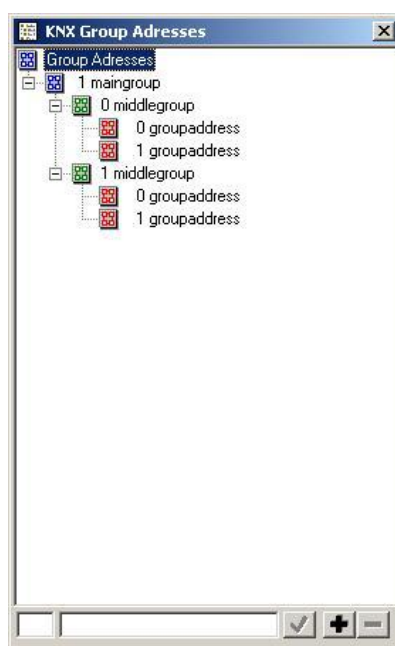 KNX Group Adresses
Group Adresses
1 maingroup
0 middlegroup
0 groupaddress
1 groupaddress
1 middlegroup
0 groupaddress
1 groupaddress